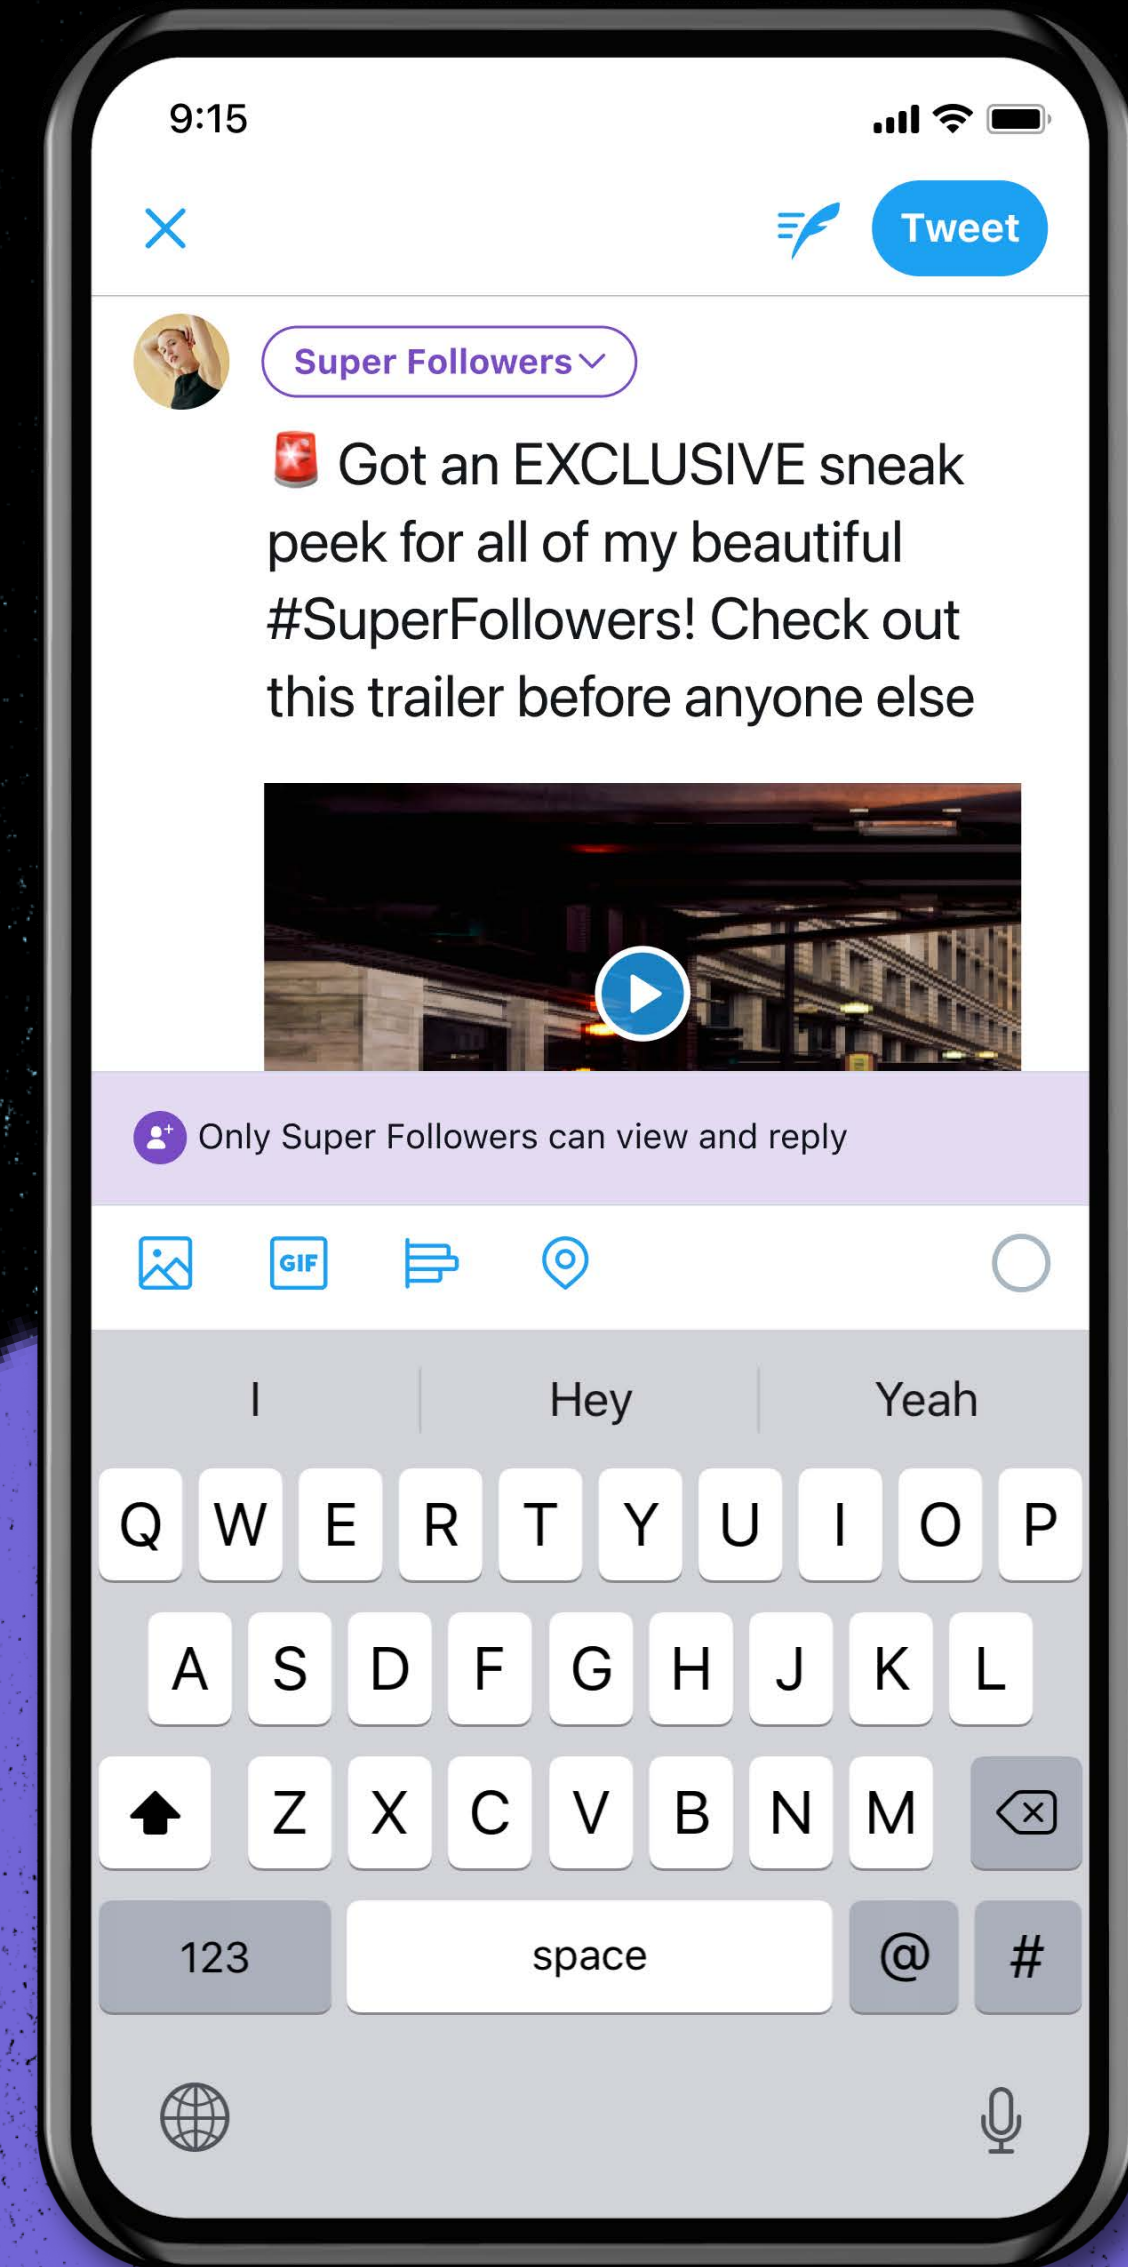 9:15
Tweet
Super Followers
🚨 Got an EXCLUSIVE sneak
peek for all of my beautiful
#SuperFollowers! Check out
this trailer before anyone else
Only Super Followers can view and reply
GIF
I Hey Yeah
Q W E R T Y U I O P
A S D F G H J K L
Z X C V B N M
123 space @ #